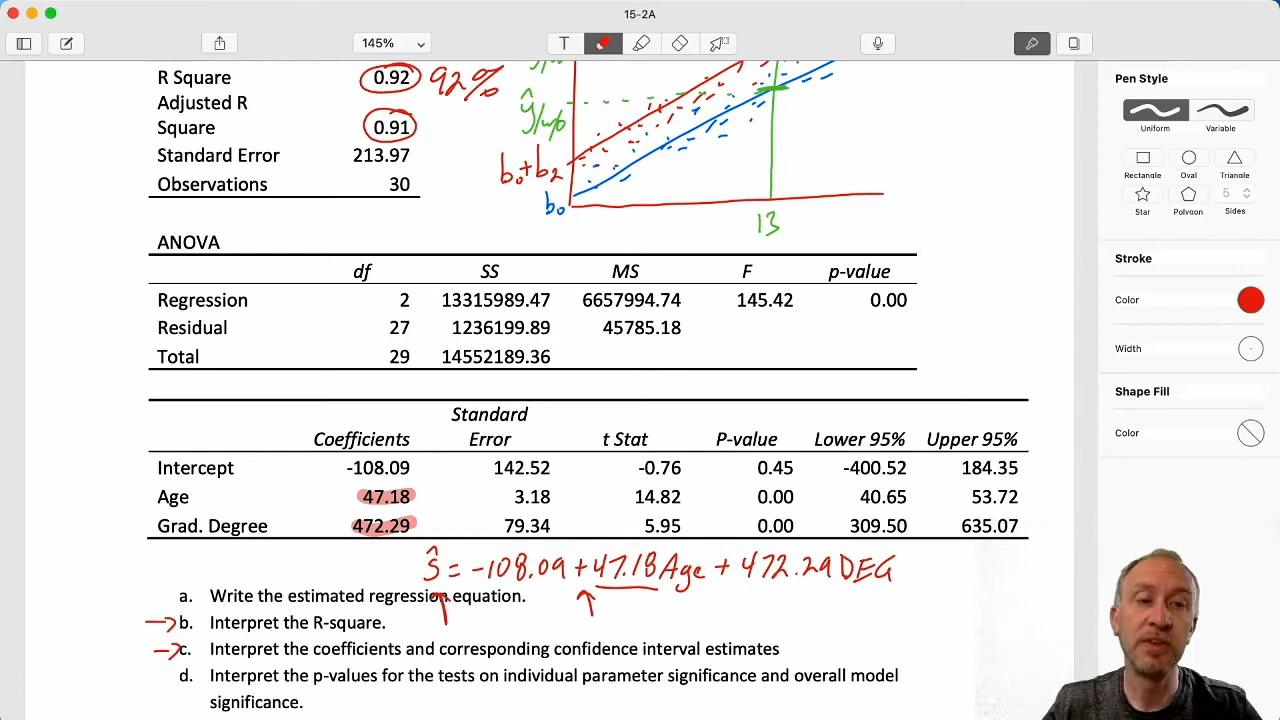 15-2A
145%
T
R Square 0.92 92%
Adjusted R
Square 0.91
Standard Error 213.97
Observations 30
ŷ/w/o
b₀+b₂
b₀
13
ANOVA
df SS MS F p-value
Regression 2 13315989.47 6657994.74 145.42 0.00
Residual 27 1236199.89 45785.18
Total 29 14552189.36
Standard
Coefficients Error t Stat P-value Lower 95% Upper 95%
Intercept -108.09 142.52 -0.76 0.45 -400.52 184.35
Age 47.18 3.18 14.82 0.00 40.65 53.72
Grad. Degree 472.29 79.34 5.95 0.00 309.50 635.07
Ŝ = -108.09 + 47.18 Age + 472.29 DEG
a. Write the estimated regression equation.
b. Interpret the R-square.
c. Interpret the coefficients and corresponding confidence interval estimates
d. Interpret the p-values for the tests on individual parameter significance and overall model
significance.
Pen Style
Uniform Variable
Rectangle Oval Triangle
5
Star Polygon Sides
Stroke
Color
Width
Shape Fill
Color